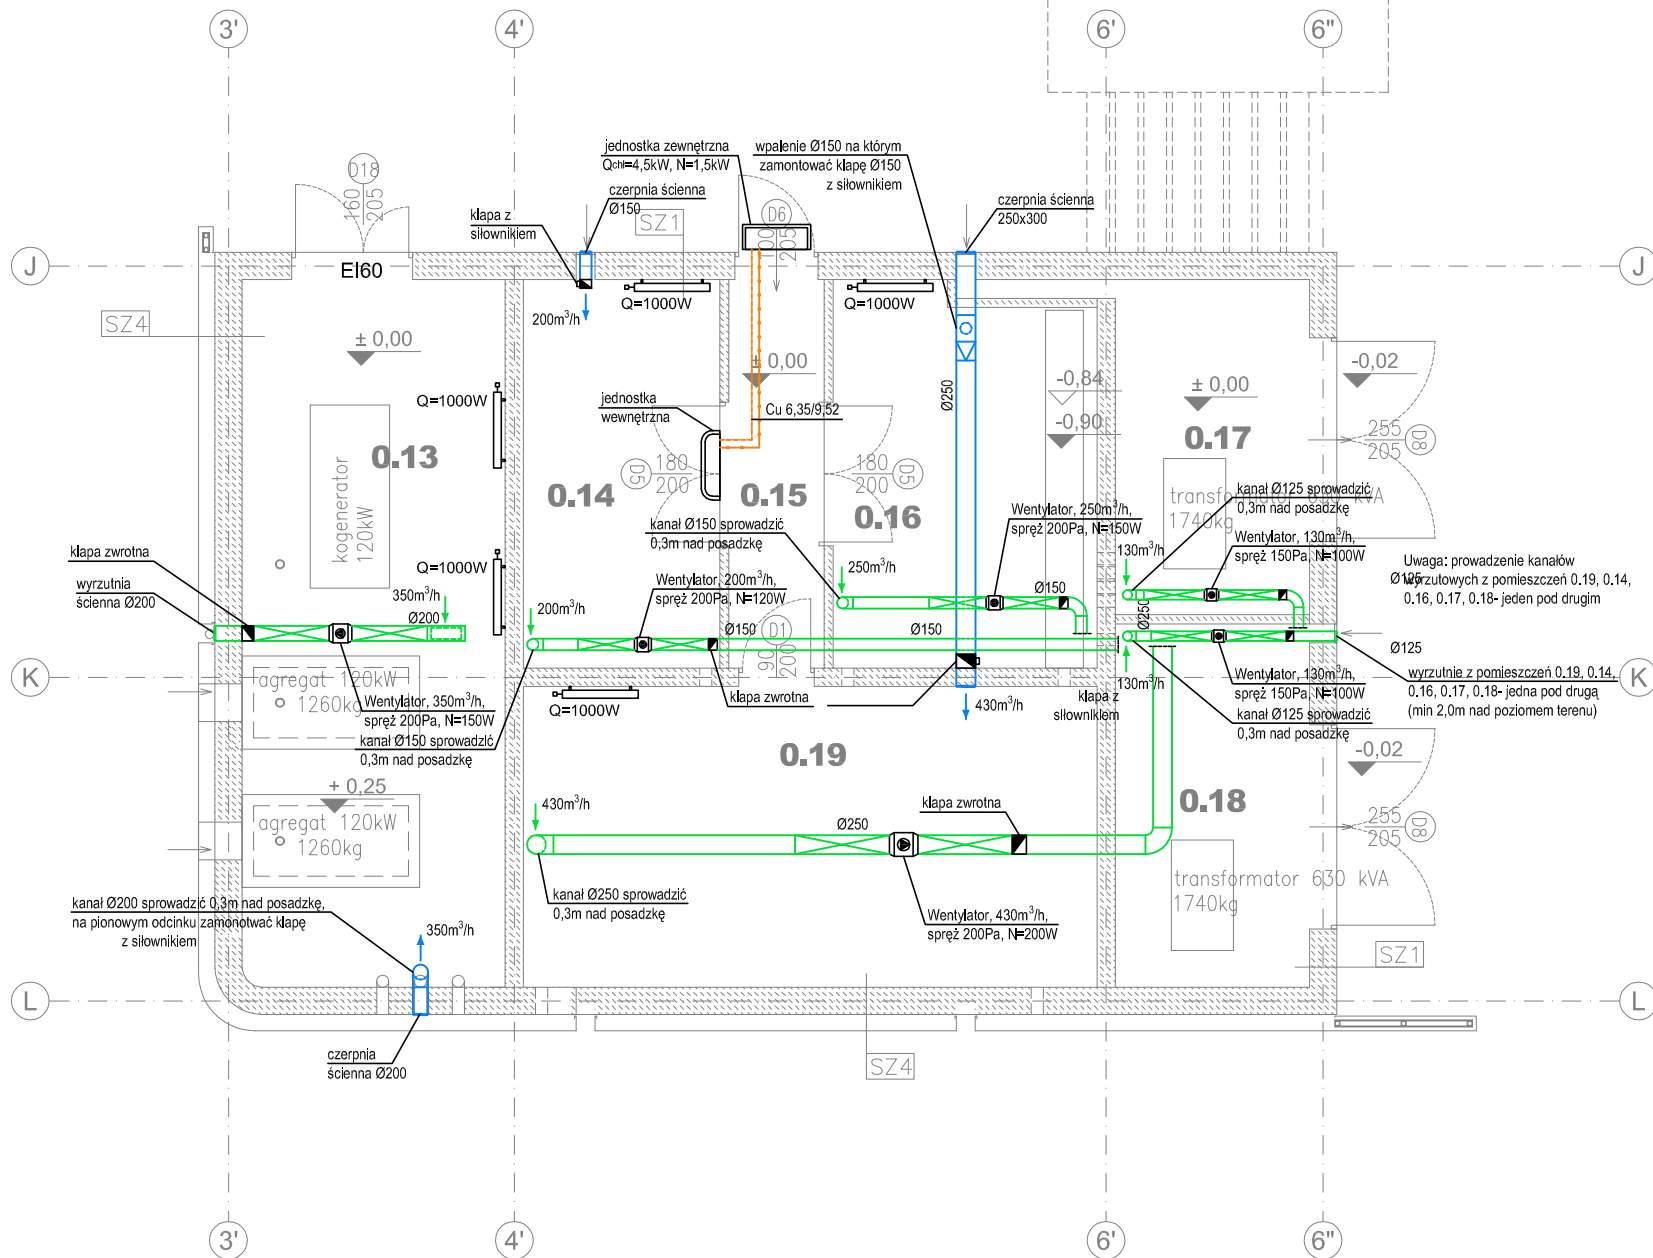 3'
4'
6'
6"
jednostka zewnętrzna
Qchł=4,5kW, N=1,5kW
wpalenie Ø150 na którym
zamontować klapę Ø150
z siłownikiem
czerpnia ścienna
Ø150
czerpnia ścienna
250x300
klapa z
siłownikiem
D18
160
205
SZ1
D6
100
205
J
EI60
J
Q=1000W
Q=1000W
200m³/h
SZ4
± 0,00
± 0,00
-0,02
-0,84
± 0,00
Ø250
Q=1000W
jednostka
wewnętrzna
Cu 6,35/9,52
-0,90
255
205
D8
0.13
0.17
kogenerator
120kW
D5
180
200
180
200
D5
0.14
0.15
0.16
kanał Ø125 sprowadzić
0,3m nad posadzkę
transformator 630 kVA
1740kg
Wentylator, 250m³/h,
spręż 200Pa, N=150W
kanał Ø150 sprowadzić
0,3m nad posadzkę
Wentylator, 130m³/h,
spręż 150Pa, N=100W
130m³/h
klapa zwrotna
Q=1000W
250m³/h
Uwaga: prowadzenie kanałów
wyrzutowych z pomieszczeń 0.19, 0.14,
0.16, 0.17, 0.18- jeden pod drugim
Ø125
wyrzutnia
ścienna Ø200
Wentylator, 200m³/h,
spręż 200Pa, N=120W
Ø150
350m³/h
Ø200
200m³/h
Ø150
D1
90
200
Ø150
Ø250
Ø125
K
agregat 120kW
1260kg
Wentylator, 350m³/h,
spręż 200Pa, N=150W
Q=1000W
klapa zwrotna
430m³/h
klapa z
siłownikiem
130m³/h
Wentylator, 130m³/h,
spręż 150Pa, N=100W
wyrzutnie z pomieszczeń 0.19, 0.14,
0.16, 0.17, 0.18- jedna pod drugą
(min 2,0m nad poziomem terenu)
K
kanał Ø150 sprowadzić
0,3m nad posadzkę
kanał Ø125 sprowadzić
0,3m nad posadzkę
0.19
-0,02
+ 0,25
430m³/h
klapa zwrotna
0.18
agregat 120kW
1260kg
Ø250
255
205
D8
transformator 630 kVA
1740kg
kanał Ø200 sprowadzić 0,3m nad posadzkę,
na pionowym odcinku zamonotwać klapę
z siłownikiem
kanał Ø250 sprowadzić
0,3m nad posadzkę
350m³/h
Wentylator, 430m³/h,
spręż 200Pa, N=200W
SZ1
L
L
czerpnia
ścienna Ø200
SZ4
3'
4'
6'
6"